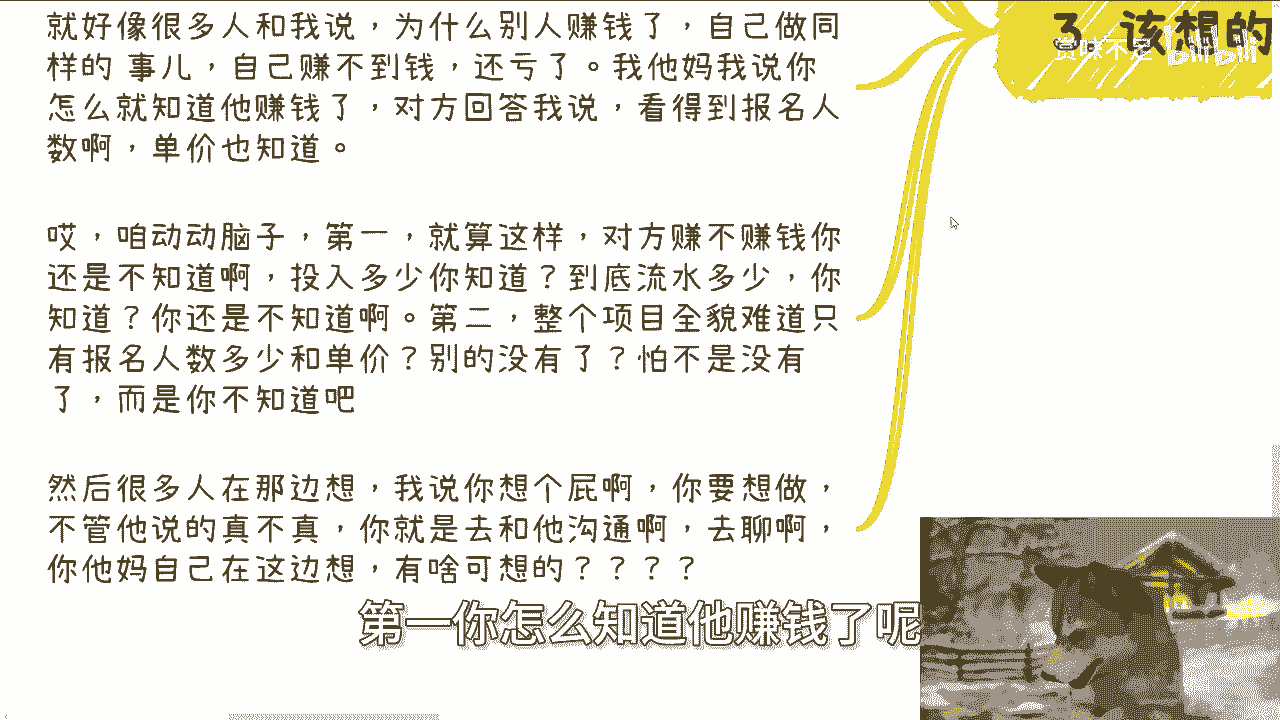 3. 该想的
赏味不足 bilibili
就好像很多人和我说，为什么别人赚钱了，自己做同
样的 事儿，自己赚不到钱，还亏了。我他妈我说你
怎么就知道他赚钱了，对方回答我说，看得到报名人
数啊，单价也知道。
哎，咱动动脑子，第一，就算这样，对方赚不赚钱你
还是不知道啊，投入多少你知道？到底流水多少，你
知道？你还是不知道啊。第二，整个项目全貌难道只
有报名人数多少和单价？别的没有了？怕不是没有
了，而是你不知道吧
然后很多人在那边想，我说你想个屁啊，你要想做，
不管他说的真不真，你就是去和他沟通啊，去聊啊，
你他妈自己在这边想，有啥可想的？？？？
第一你怎么知道他赚钱了呢